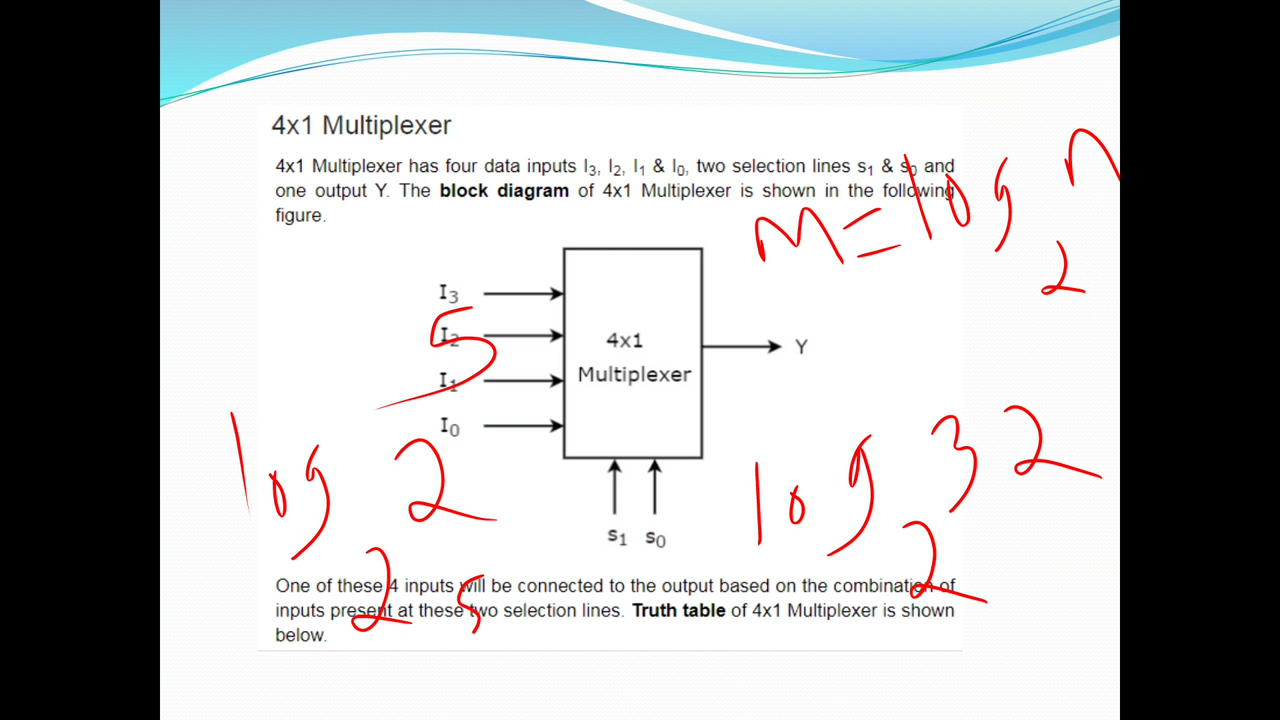 4x1 Multiplexer
4x1 Multiplexer has four data inputs I3, I2, I1 & I0, two selection lines s1 & s0 and
one output Y. The block diagram of 4x1 Multiplexer is shown in the following
figure.
m = log n
2
I3
I2
I1
I0
4x1
Multiplexer
Y
s1 s0
5
log 2
2
5
log 32
2
One of these 4 inputs will be connected to the output based on the combination of
inputs present at these two selection lines. Truth table of 4x1 Multiplexer is shown
below.